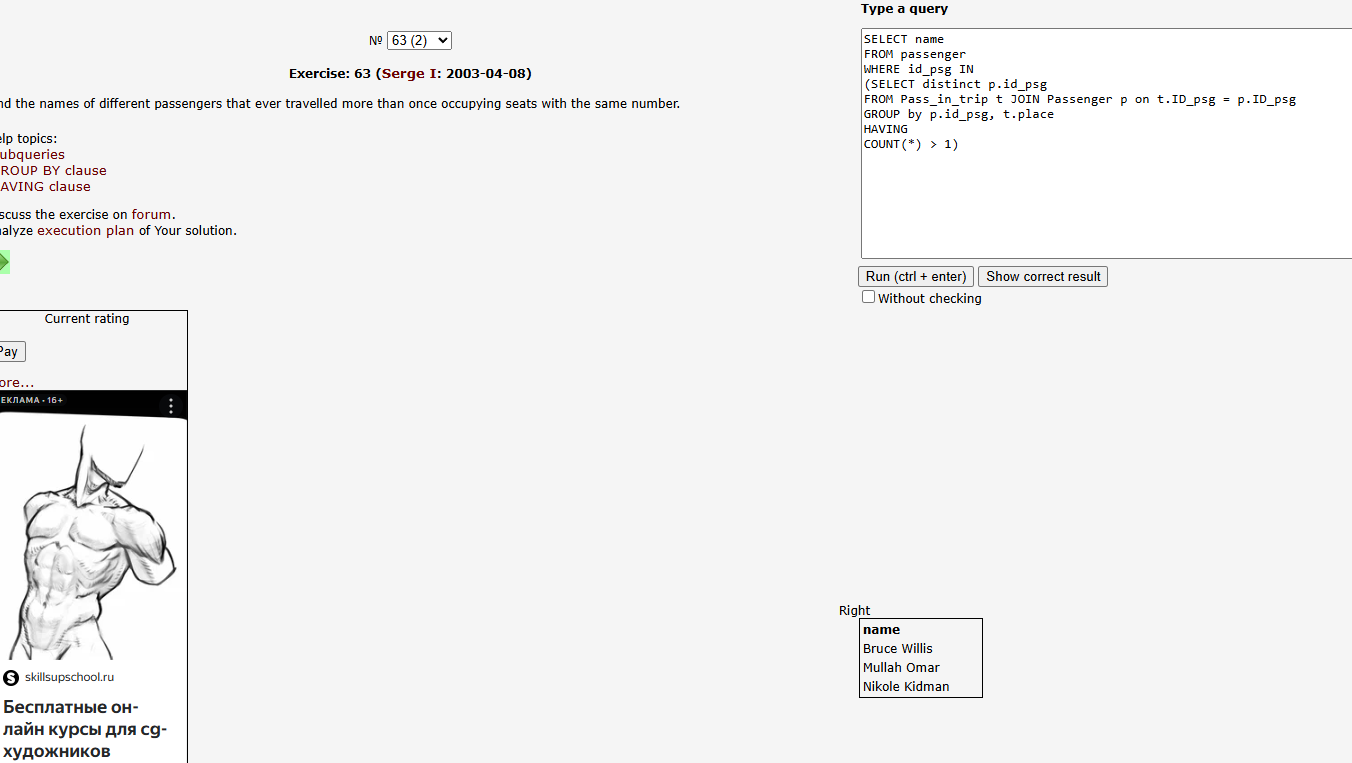 № 63 (2)
Exercise: 63 (Serge I: 2003-04-08)
nd the names of different passengers that ever travelled more than once occupying seats with the same number.
elp topics:
ubqueries
ROUP BY clause
AVING clause
scuss the exercise on forum.
nalyze execution plan of Your solution.
Current rating
Pay
ore...
ЕКЛАМА • 16+
S skillsupschool.ru
Бесплатные он-
лайн курсы для cg-
художников
Type a query
SELECT name
FROM passenger
WHERE id_psg IN
(SELECT distinct p.id_psg
FROM Pass_in_trip t JOIN Passenger p on t.ID_psg = p.ID_psg
GROUP by p.id_psg, t.place
HAVING
COUNT(*) > 1)
Run (ctrl + enter) Show correct result
Without checking
Right
name
Bruce Willis
Mullah Omar
Nikole Kidman